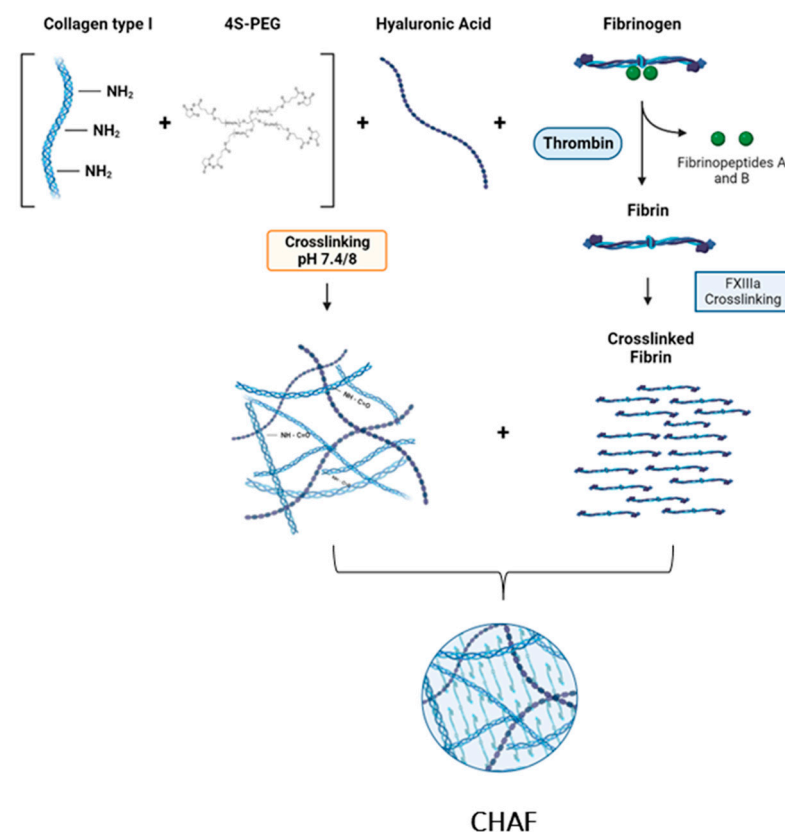 Collagen type I
4S-PEG
Hyaluronic Acid
Fibrinogen
NH₂
NH₂
NH₂
+
+
+
Thrombin
Fibrinopeptides A
and B
Fibrin
Crosslinking
pH 7.4/8
FXIIIa
Crosslinking
Crosslinked
Fibrin
NH - C=O
NH - C=O
+
CHAF